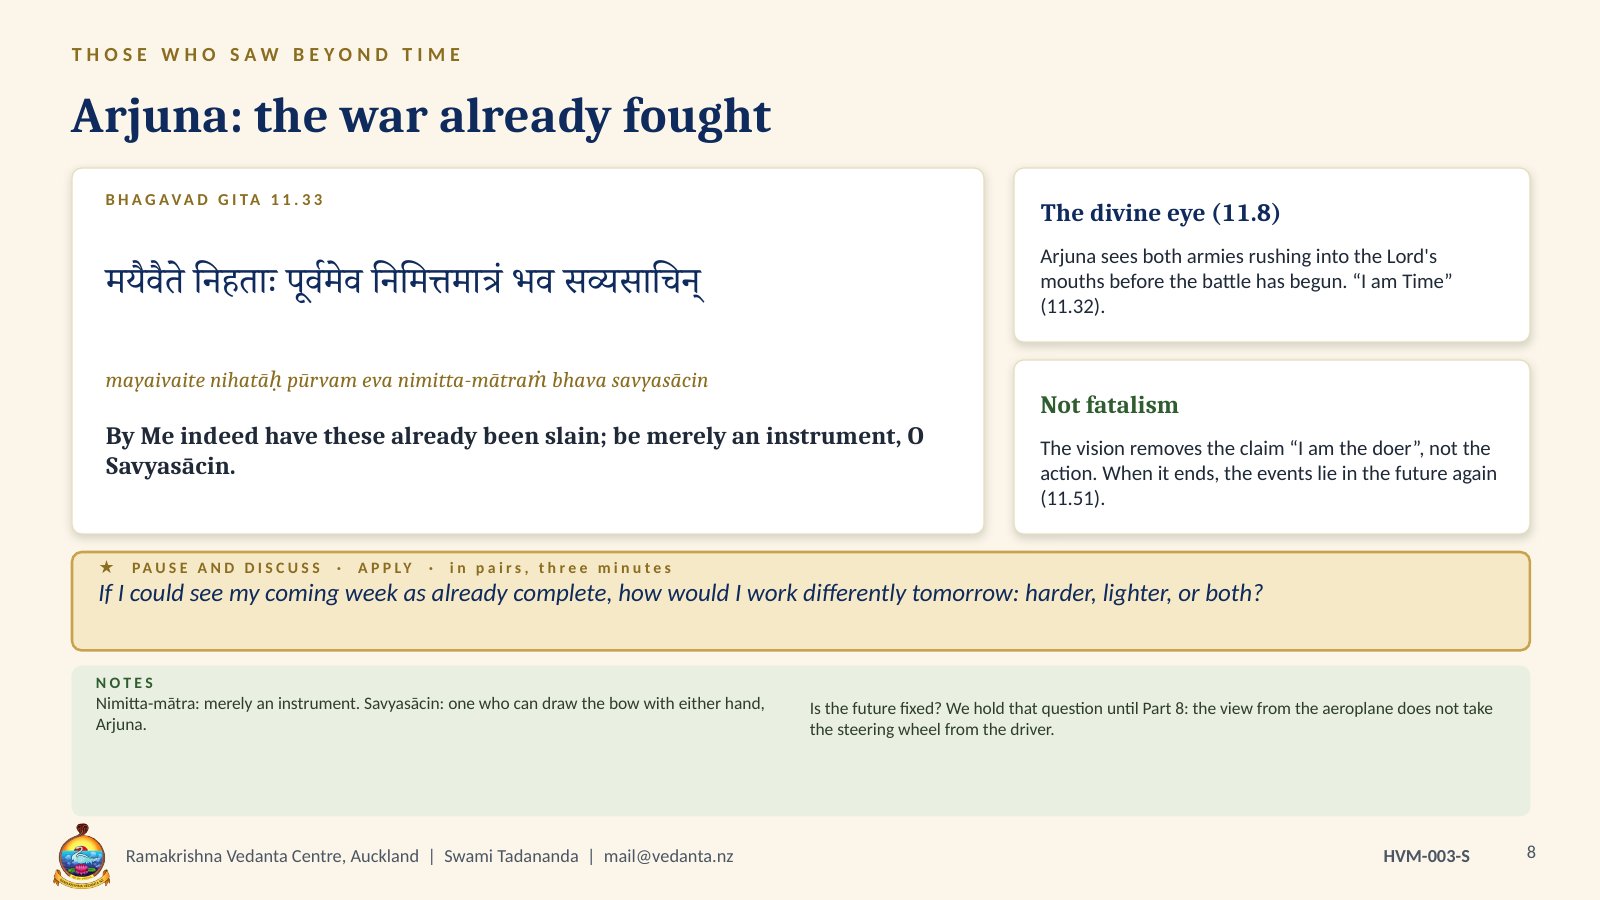 THOSE WHO SAW BEYOND TIME
Arjuna: the war already fought
BHAGAVAD GITA 11.33
मयैवैते निहताः पूर्वमेव निमित्तमात्रं भव सव्यसाचिन्
mayaivaite nihatāḥ pūrvam eva nimitta-mātraṁ bhava savyasācin
By Me indeed have these already been slain; be merely an instrument, O
Savyasācin.
The divine eye (11.8)
Arjuna sees both armies rushing into the Lord's
mouths before the battle has begun. “I am Time”
(11.32).
Not fatalism
The vision removes the claim “I am the doer”, not the
action. When it ends, the events lie in the future again
(11.51).
★ PAUSE AND DISCUSS · APPLY · in pairs, three minutes
If I could see my coming week as already complete, how would I work differently tomorrow: harder, lighter, or both?
NOTES
Nimitta-mātra: merely an instrument. Savyasācin: one who can draw the bow with either hand,
Arjuna.
Is the future fixed? We hold that question until Part 8: the view from the aeroplane does not take
the steering wheel from the driver.
Ramakrishna Vedanta Centre, Auckland | Swami Tadananda | mail@vedanta.nz
HVM-003-S
8